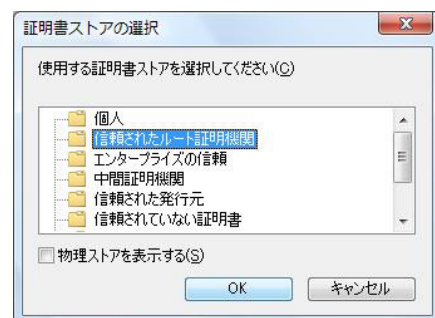 証明書ストアの選択
使用する証明書ストアを選択してください(C)
個人
信頼されたルート証明機関
エンタープライズの信頼
中間証明機関
信頼された発行元
信頼されていない証明書
物理ストアを表示する(S)
OK
キャンセル